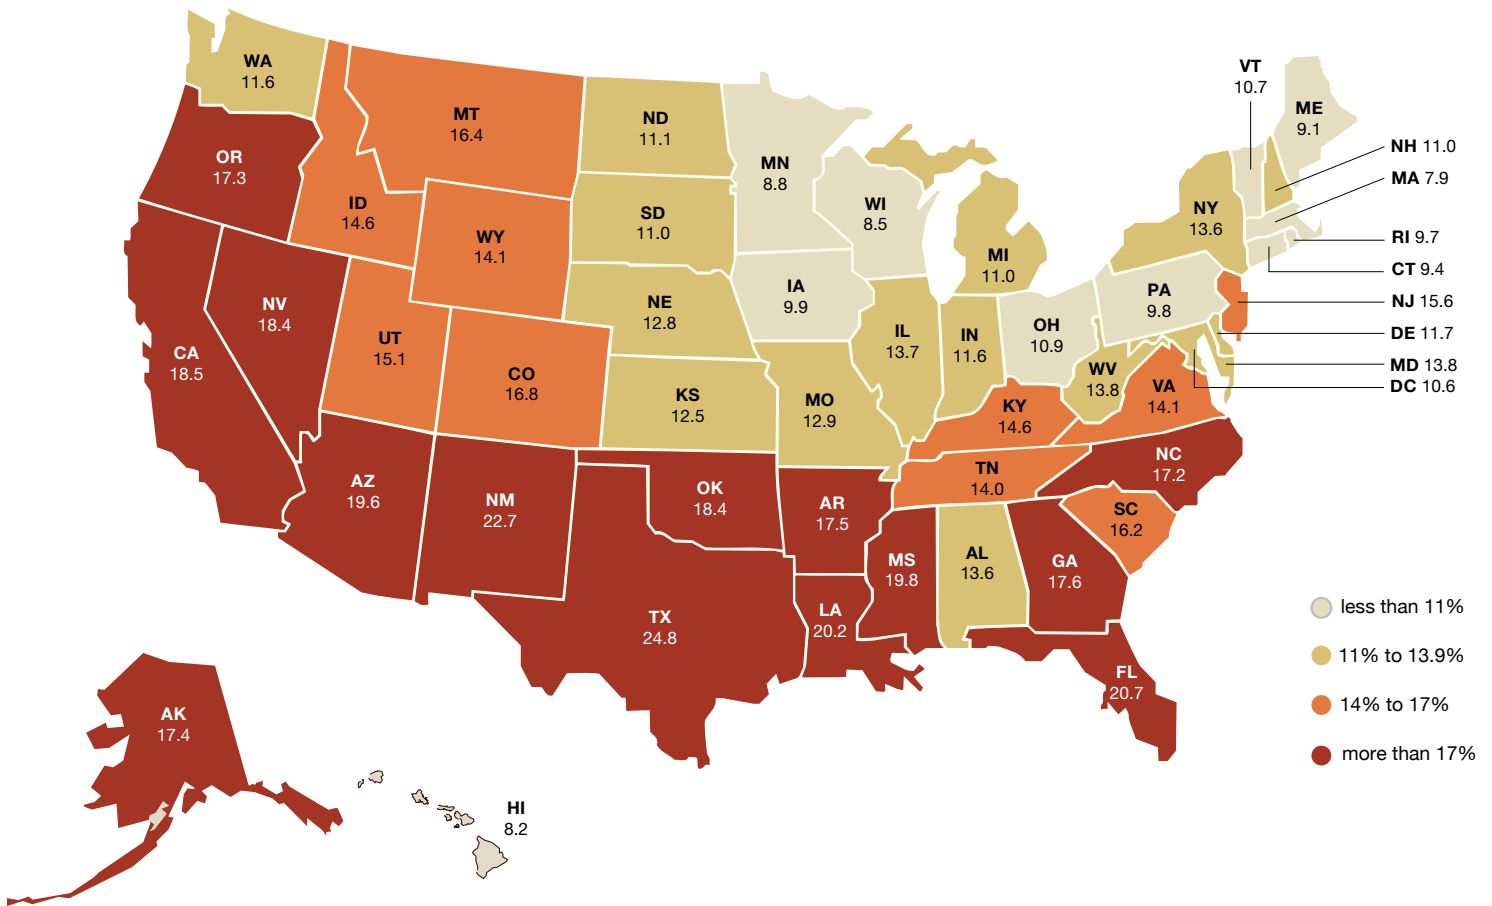 WA
11.6
OR
17.3
CA
18.5
NV
18.4
ID
14.6
MT
16.4
WY
14.1
UT
15.1
CO
16.8
AZ
19.6
NM
22.7
ND
11.1
SD
11.0
NE
12.8
KS
12.5
OK
18.4
TX
24.8
MN
8.8
IA
9.9
MO
12.9
AR
17.5
LA
20.2
WI
8.5
IL
13.7
MI
11.0
IN
11.6
OH
10.9
KY
14.6
TN
14.0
MS
19.8
AL
13.6
GA
17.6
FL
20.7
SC
16.2
NC
17.2
VA
14.1
WV
13.8
PA
9.8
NY
13.6
VT
10.7
ME
9.1
NH 11.0
MA 7.9
RI 9.7
CT 9.4
NJ 15.6
DE 11.7
MD 13.8
DC 10.6
AK
17.4
HI
8.2
less than 11%
11% to 13.9%
14% to 17%
more than 17%